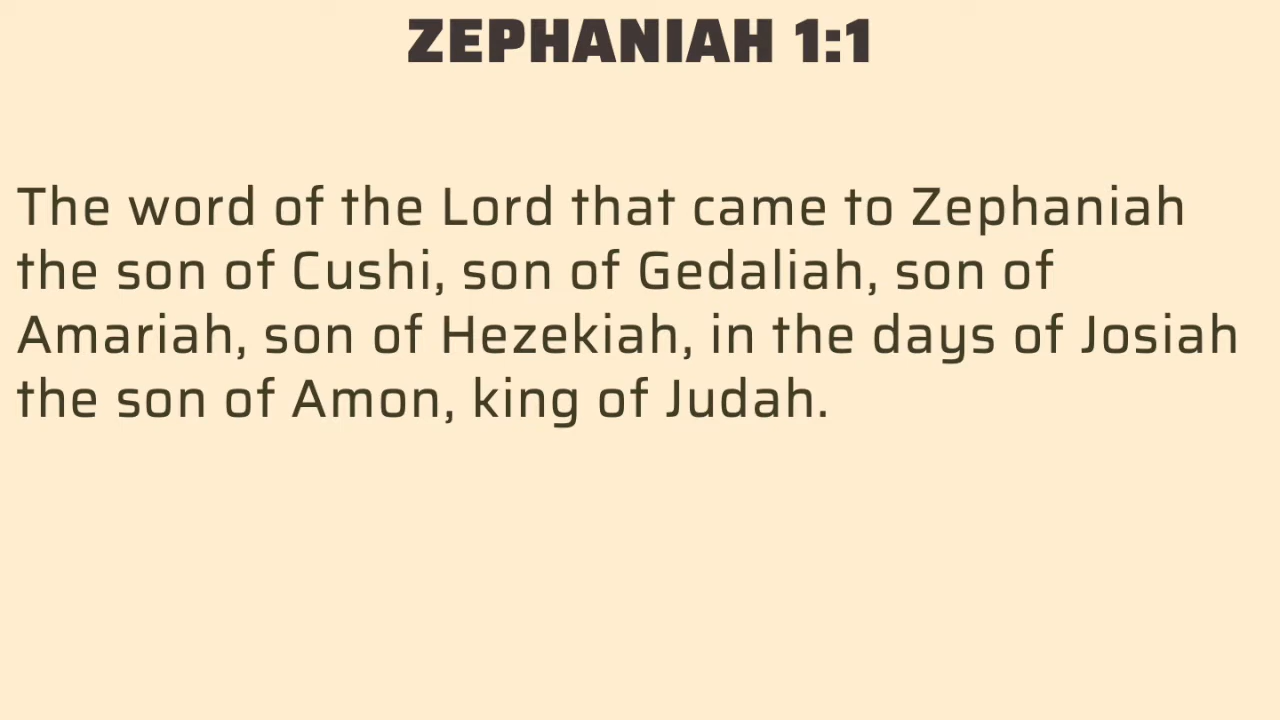 ZEPHANIAH 1:1
The word of the Lord that came to Zephaniah
the son of Cushi, son of Gedaliah, son of
Amariah, son of Hezekiah, in the days of Josiah
the son of Amon, king of Judah.